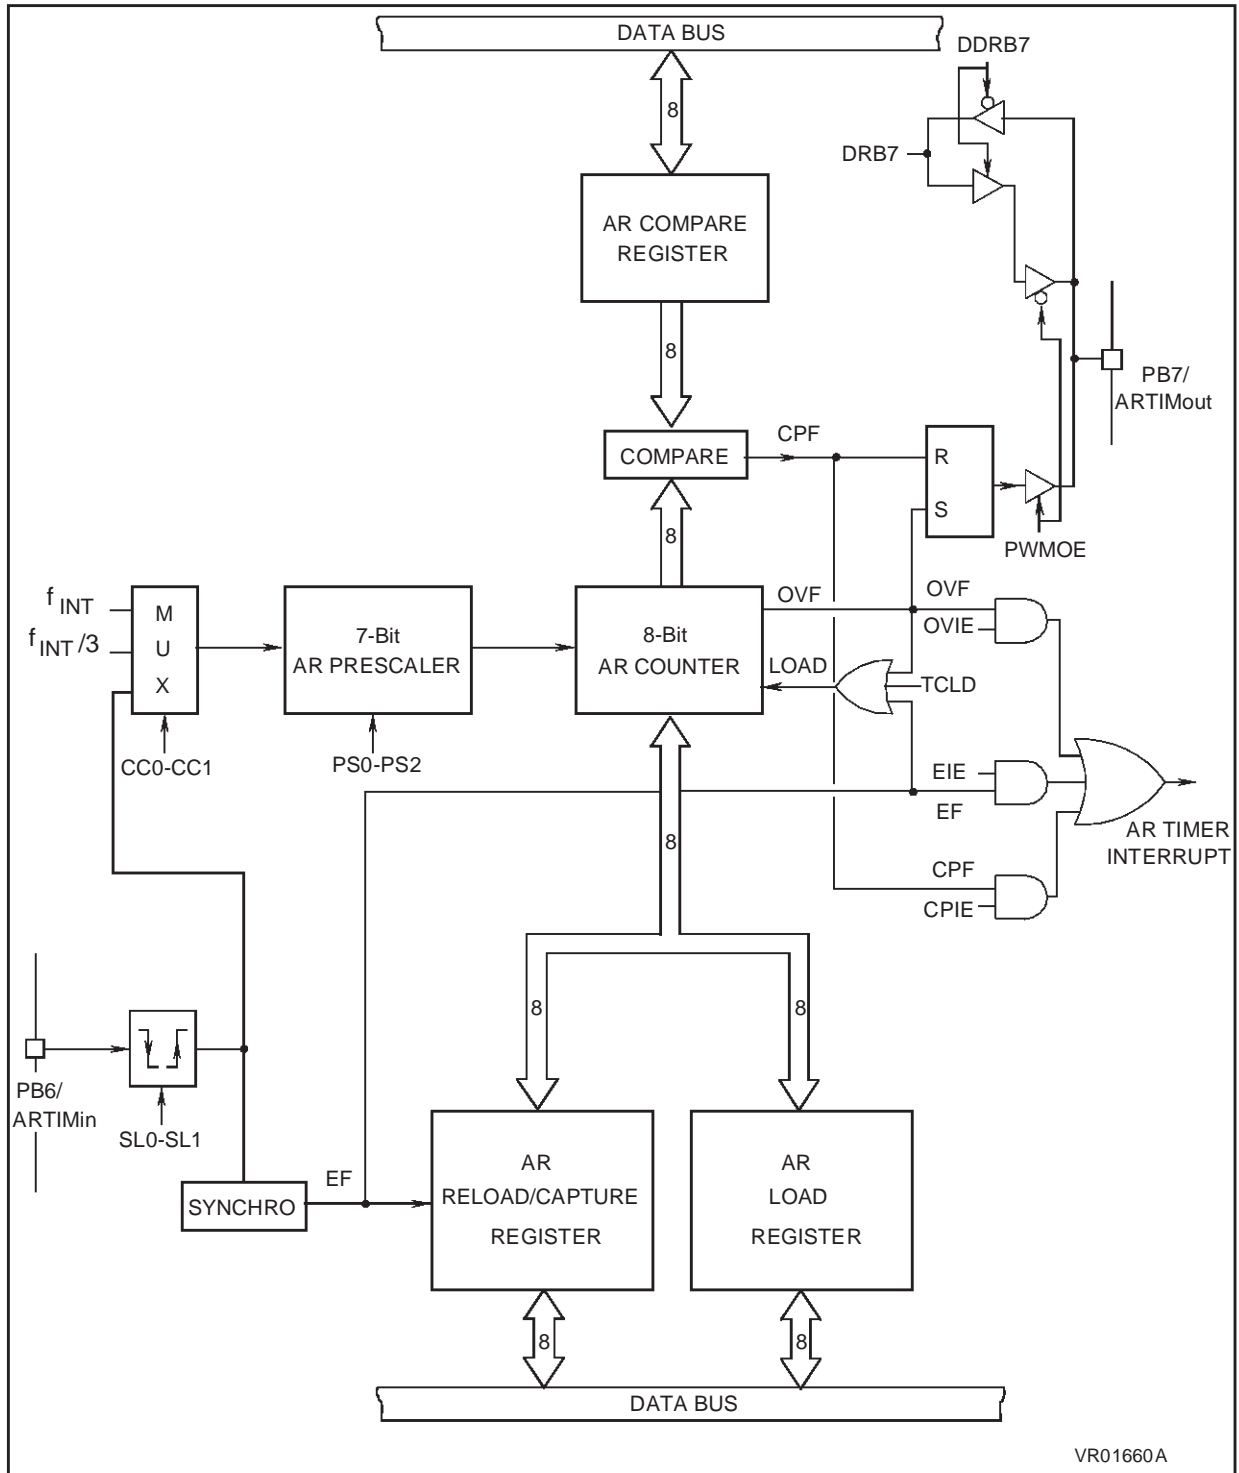 DATA BUS
DDRB7
8
DRB7
AR COMPARE
REGISTER
8
PB7/
ARTIMout
CPF
COMPARE
R
S
8
PWMOE
f INT
M
OVF
OVF
7-Bit
8-Bit
OVIE
f INT /3
U
AR PRESCALER
AR COUNTER
LOAD
X
TCLD
CC0-CC1
PS0-PS2
EIE
EF
AR TIMER
INTERRUPT
8
CPF
CPIE
8
8
PB6/
ARTIMin
SL0-SL1
AR
AR
EF
RELOAD/CAPTURE
LOAD
SYNCHRO
REGISTER
REGISTER
8
8
DATA BUS
VR01660A